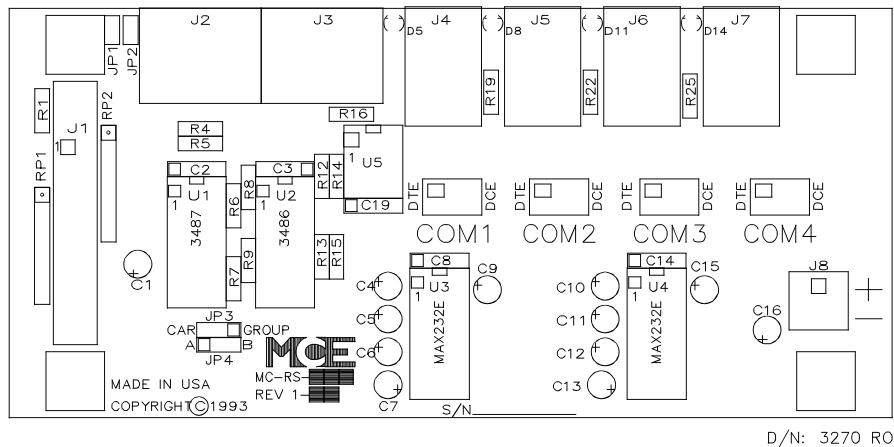 J2
J3
J4
J5
J6
J7
D5
D8
D11
D14
JP1
JP2
R1
J1
1
RP2
RP1
R4
R5
R16
R19
R22
R25
C2
C3
U5
1
U1
1
3487
U2
1
3486
R6
R8
R7
R9
R12
R14
R13
R15
C19
DTE
DCE
DTE
DCE
DTE
DCE
DTE
DCE
COM1
COM2
COM3
COM4
C1
C8
C9
C14
C15
J8
C4
C5
C6
C7
1
U3
MAX232E
C10
C11
C12
C13
1
U4
MAX232E
C16
+
−
JP3
CAR
GROUP
A
B
JP4
MCE
MC-RS-
REV 1-
MADE IN USA
COPYRIGHT©1993
S/N
D/N: 3270 R0